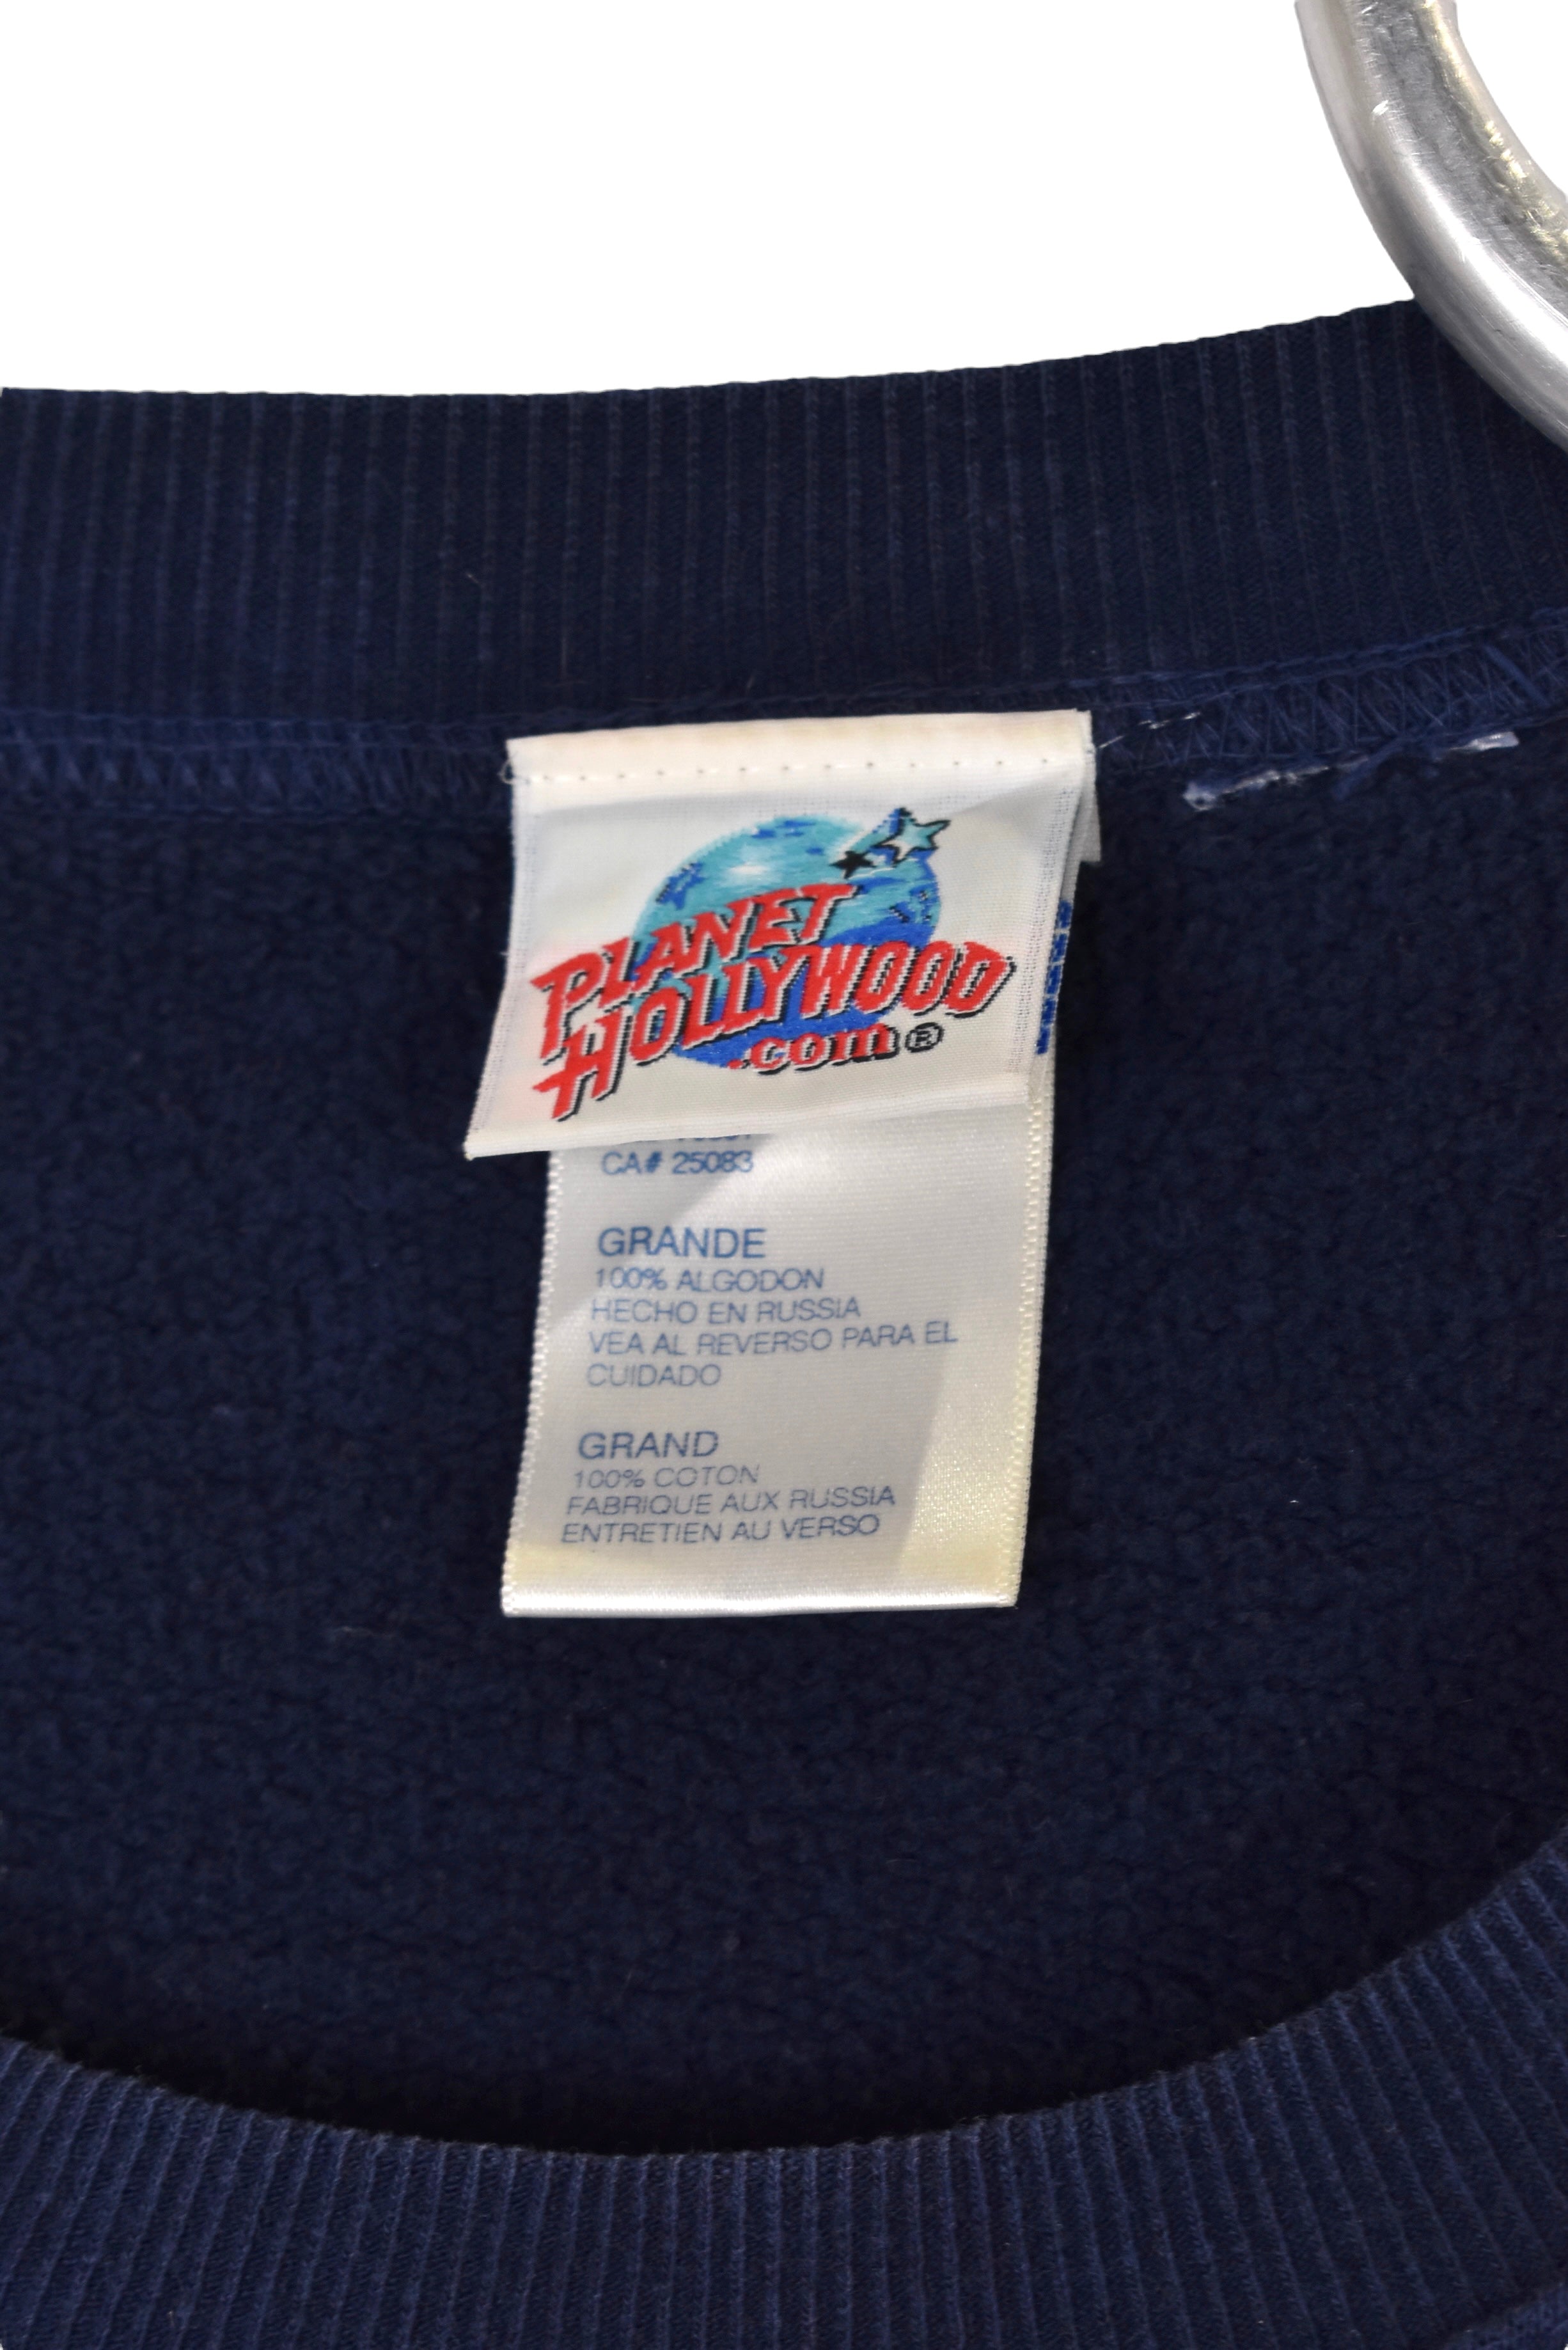 PLANET
HOLLYWOOD
.com®
CA# 25083
GRANDE
100% ALGODON
HECHO EN RUSSIA
VEA AL REVERSO PARA EL
CUIDADO
GRAND
100% COTON
FABRIQUE AUX RUSSIA
ENTRETIEN AU VERSO